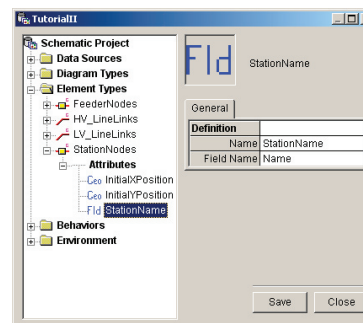 TutorialII
Schematic Project
Data Sources
Diagram Types
Element Types
FeederNodes
HV_LineLinks
LV_LineLinks
StationNodes
Attributes
Geo InitialXPosition
Geo InitialYPosition
Fld StationName
Behaviors
Environment
Fld StationName
General
Definition
Name StationName
Field Name Name
Save Close